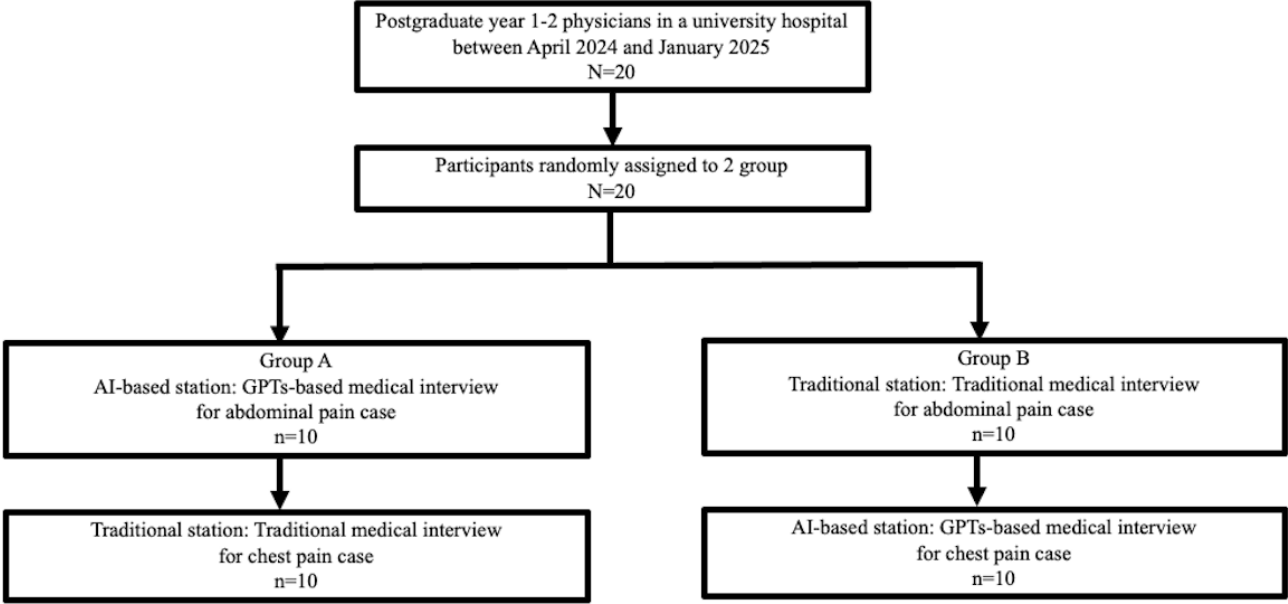 Postgraduate year 1-2 physicians in a university hospital
between April 2024 and January 2025
N=20
Participants randomly assigned to 2 group
N=20
Group A
AI-based station: GPTs-based medical interview
for abdominal pain case
n=10
Group B
Traditional station: Traditional medical interview
for abdominal pain case
n=10
Traditional station: Traditional medical interview
for chest pain case
n=10
AI-based station: GPTs-based medical interview
for chest pain case
n=10